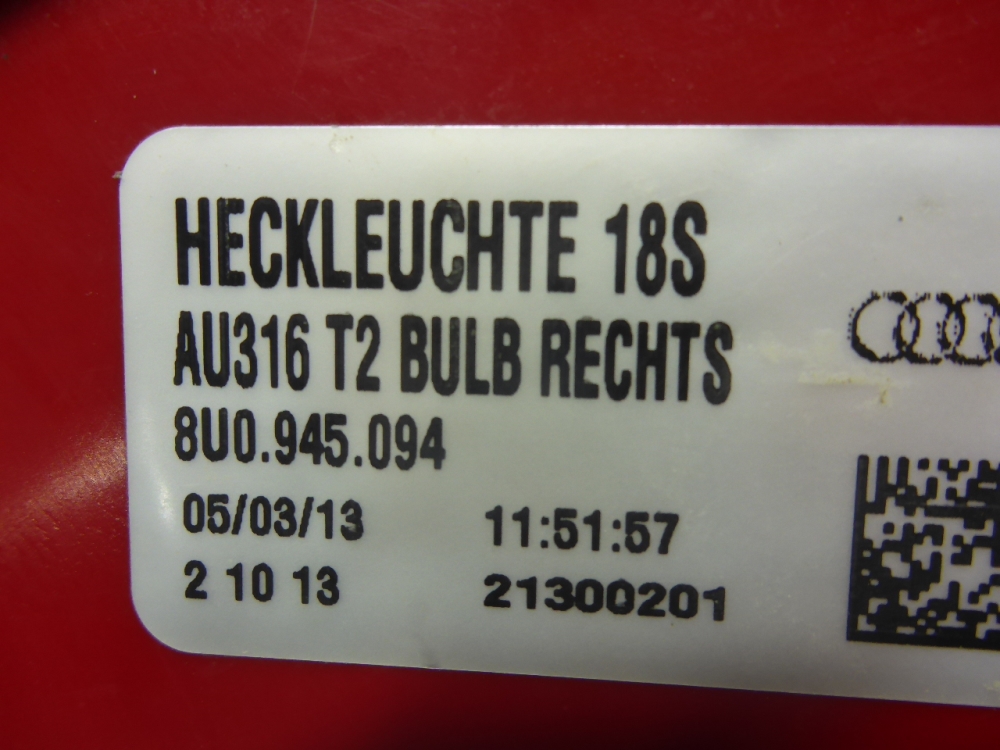 HECKLEUCHTE 18S
AU316 T2 BULB RECHTS
8U0.945.094
05/03/13 11:51:57
2 10 13 21300201